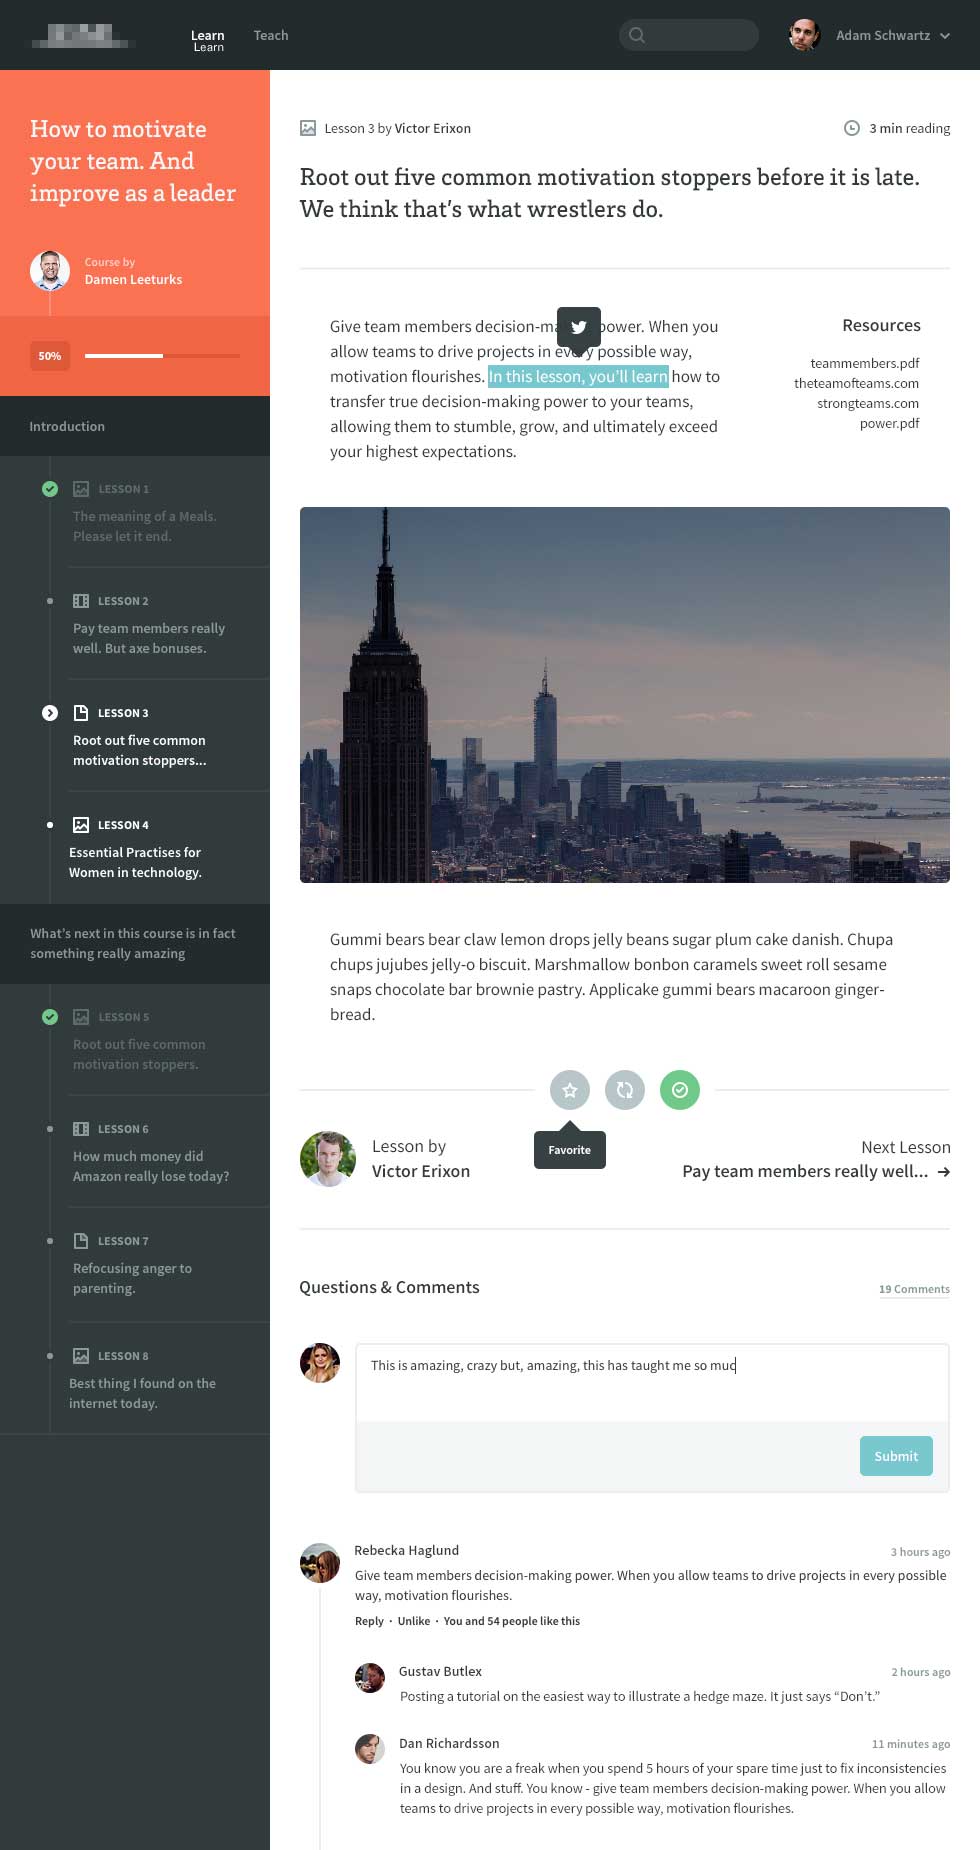 Learn
Learn
Teach
Adam Schwartz
How to motivate
your team. And
improve as a leader
Course by
Damen Leeturks
50%
Introduction
LESSON 1
The meaning of a Meals.
Please let it end.
LESSON 2
Pay team members really
well. But axe bonuses.
LESSON 3
Root out five common
motivation stoppers...
LESSON 4
Essential Practises for
Women in technology.
What's next in this course is in fact
something really amazing
LESSON 5
Root out five common
motivation stoppers.
LESSON 6
How much money did
Amazon really lose today?
LESSON 7
Refocusing anger to
parenting.
LESSON 8
Best thing I found on the
internet today.
Lesson 3 by Victor Erixon
3 min reading
Root out five common motivation stoppers before it is late.
We think that's what wrestlers do.
Give team members decision-ma power. When you
allow teams to drive projects in every possible way,
motivation flourishes. In this lesson, you'll learn how to
transfer true decision-making power to your teams,
allowing them to stumble, grow, and ultimately exceed
your highest expectations.
Resources
teammembers.pdf
theteamofteams.com
strongteams.com
power.pdf
Gummi bears bear claw lemon drops jelly beans sugar plum cake danish. Chupa
chups jujubes jelly-o biscuit. Marshmallow bonbon caramels sweet roll sesame
snaps chocolate bar brownie pastry. Applicake gummi bears macaroon ginger-
bread.
Favorite
Lesson by
Victor Erixon
Next Lesson
Pay team members really well... →
Questions & Comments
19 Comments
This is amazing, crazy but, amazing, this has taught me so muc
Submit
Rebecka Haglund
3 hours ago
Give team members decision-making power. When you allow teams to drive projects in every possible
way, motivation flourishes.
Reply · Unlike · You and 54 people like this
Gustav Butlex
2 hours ago
Posting a tutorial on the easiest way to illustrate a hedge maze. It just says “Don't.”
Dan Richardsson
11 minutes ago
You know you are a freak when you spend 5 hours of your spare time just to fix inconsistencies
in a design. And stuff. You know - give team members decision-making power. When you allow
teams to drive projects in every possible way, motivation flourishes.